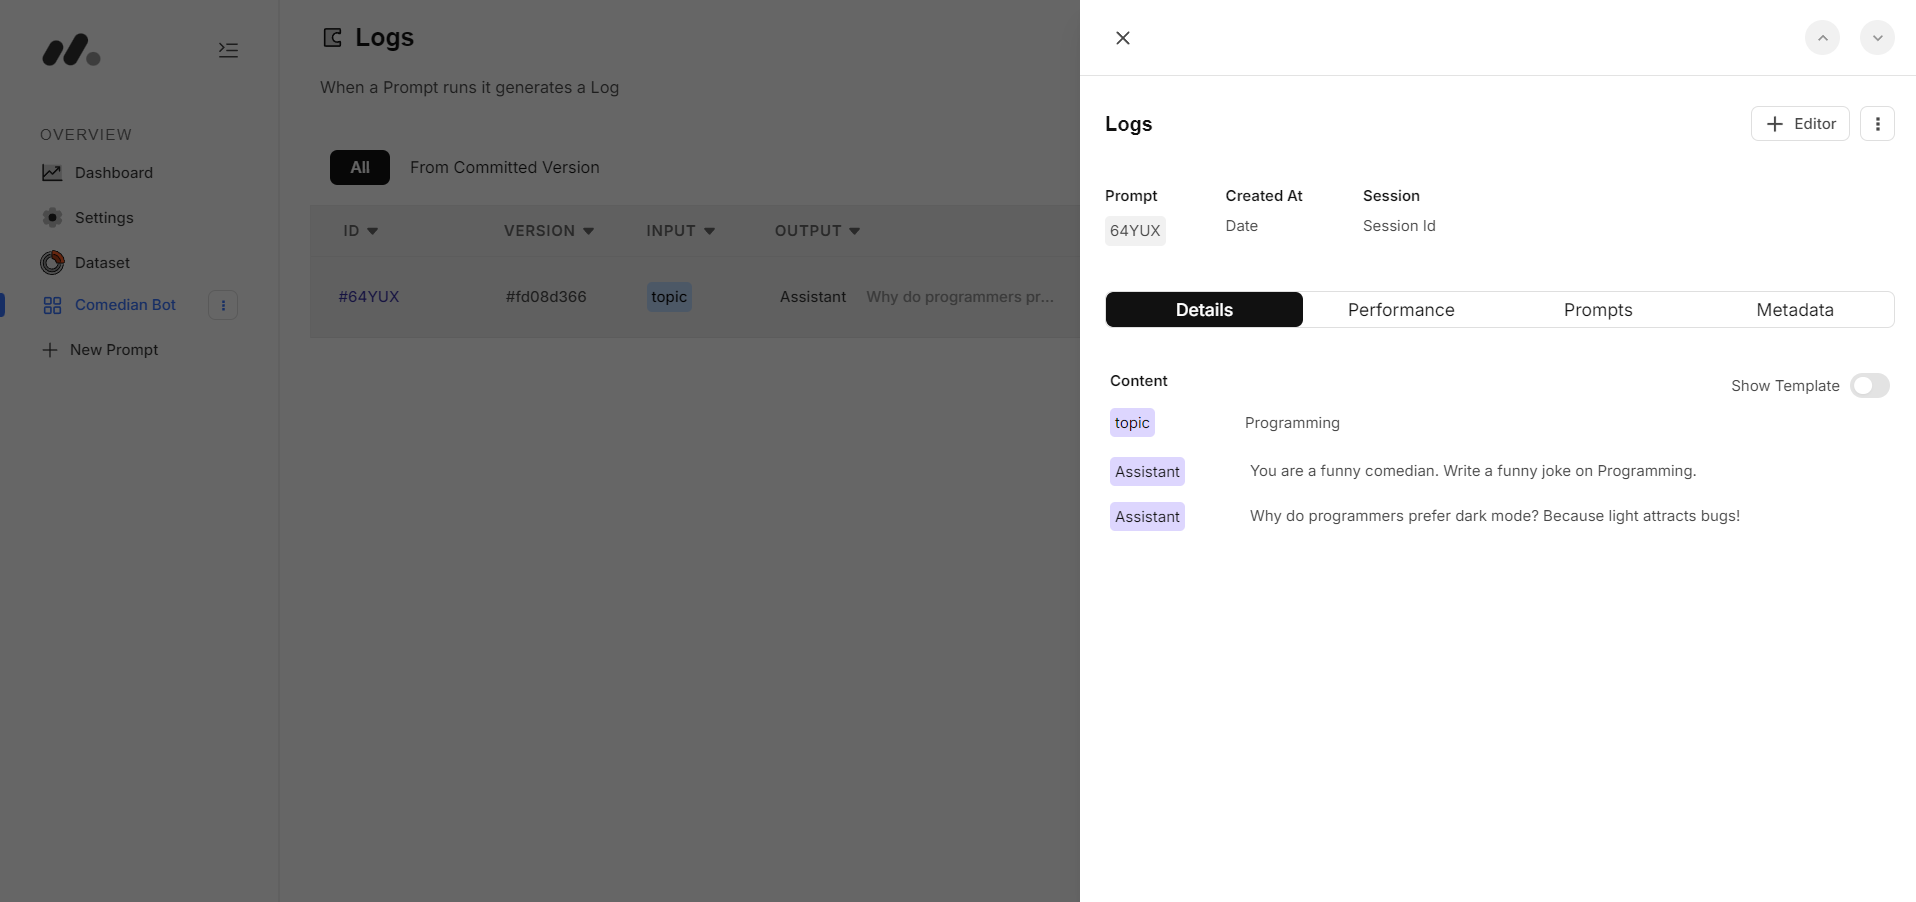 Logs
When a Prompt runs it generates a Log
OVERVIEW
Dashboard
Settings
Dataset
Comedian Bot
New Prompt
All From Committed Version
ID VERSION INPUT OUTPUT
#64YUX #fd08d366 topic Assistant Why do programmers pr...
Logs
Editor
Prompt Created At Session
64YUX Date Session Id
Details Performance Prompts Metadata
Content
Show Template
topic Programming
Assistant You are a funny comedian. Write a funny joke on Programming.
Assistant Why do programmers prefer dark mode? Because light attracts bugs!